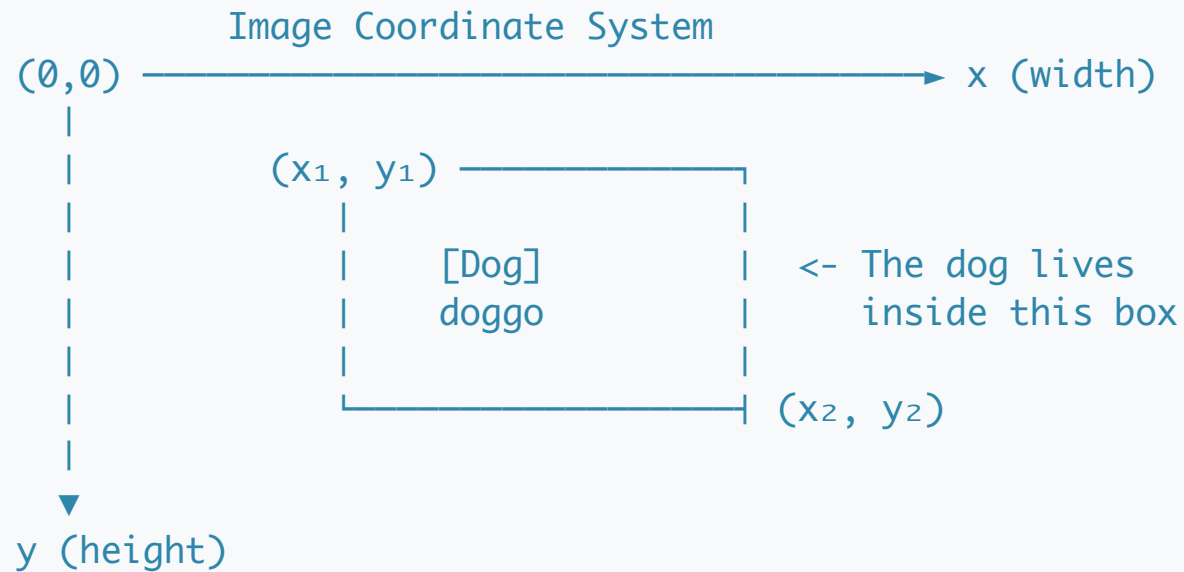 Image Coordinate System
(0,0) x (width)
(x₁, y₁)
[Dog] <- The dog lives
doggo inside this box
(x₂, y₂)
y (height)